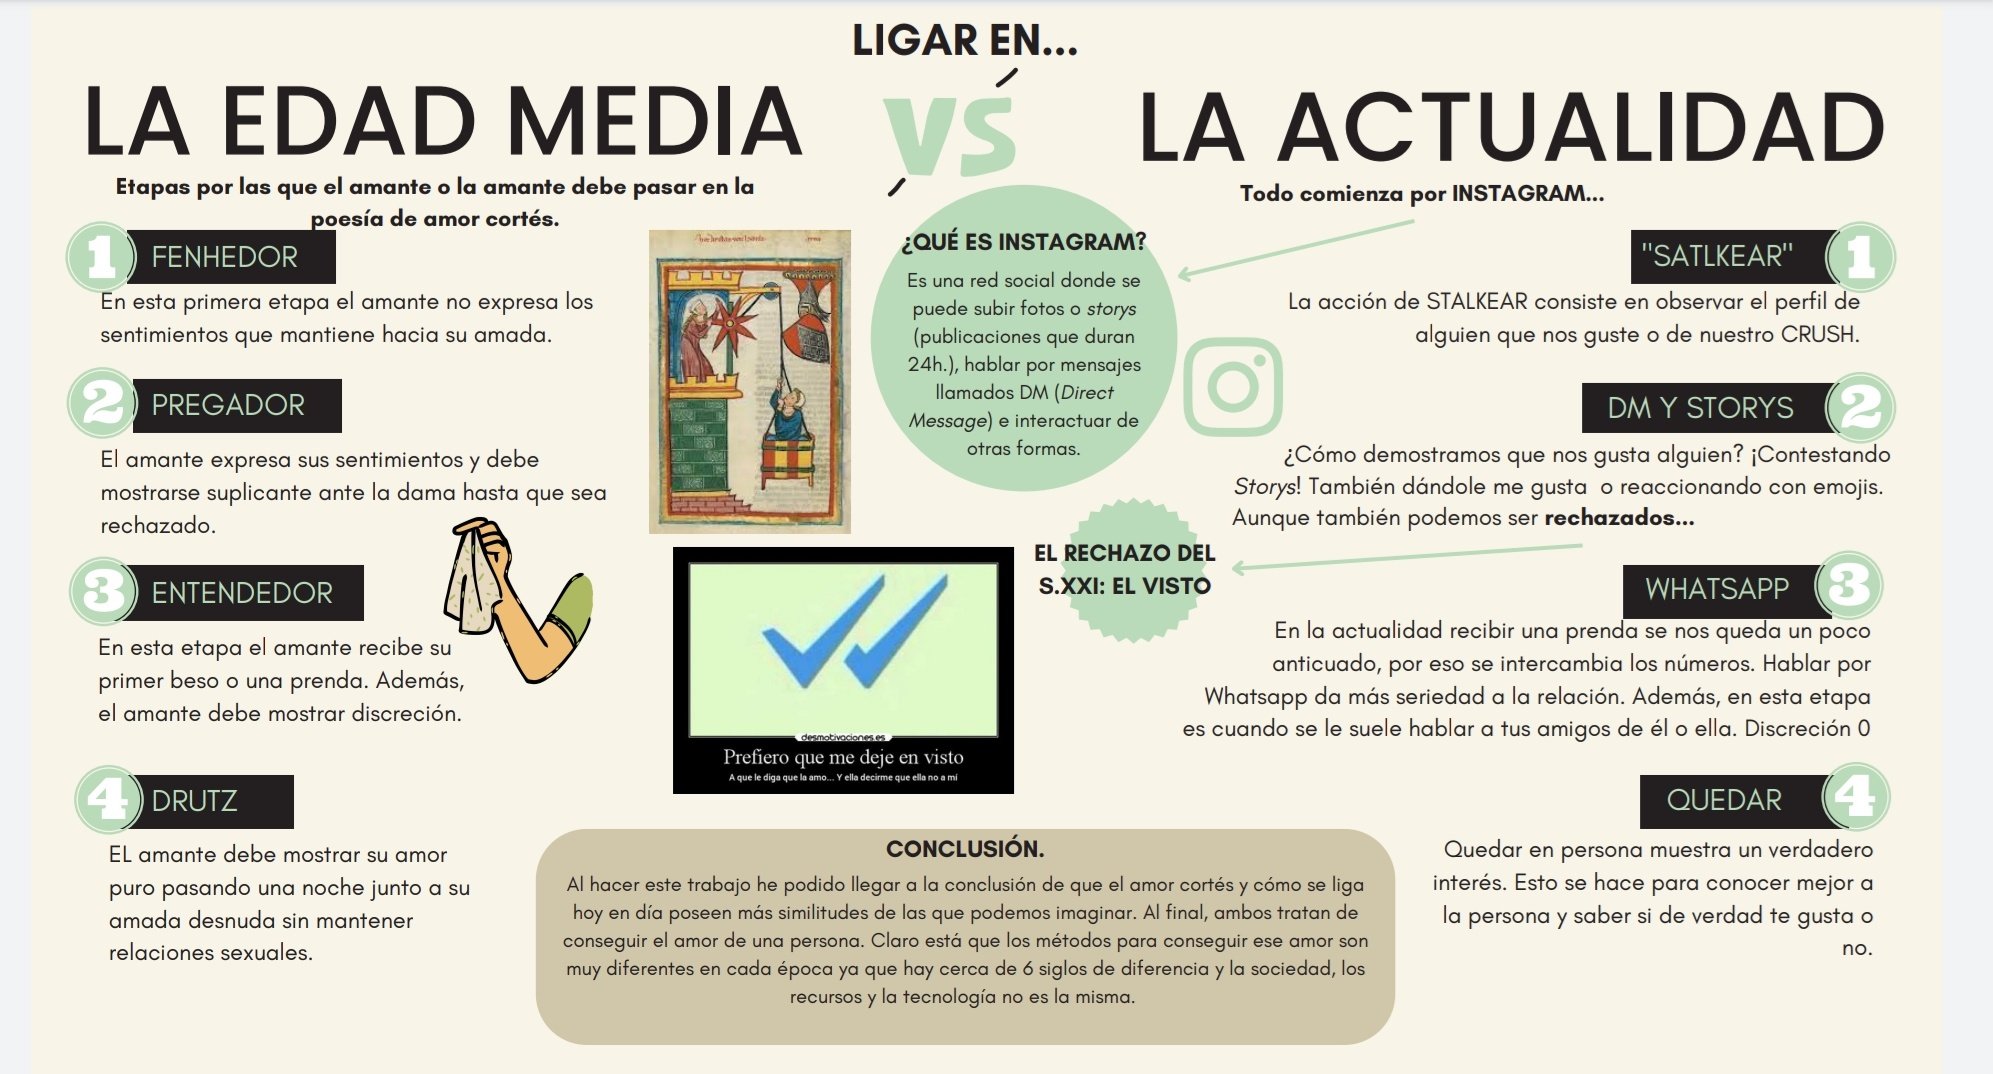 LIGAR EN...
LA EDAD MEDIA
VS
LA ACTUALIDAD
Etapas por las que el amante o la amante debe pasar en la
poesía de amor cortés.
1
FENHEDOR
En esta primera etapa el amante no expresa los
sentimientos que mantiene hacia su amada.
2
PREGADOR
El amante expresa sus sentimientos y debe
mostrarse suplicante ante la dama hasta que sea
rechazado.
3
ENTENDEDOR
En esta etapa el amante recibe su
primer beso o una prenda. Además,
el amante debe mostrar discreción.
4
DRUTZ
EL amante debe mostrar su amor
puro pasando una noche junto a su
amada desnuda sin mantener
relaciones sexuales.
¿QUÉ ES INSTAGRAM?
Es una red social donde se
puede subir fotos o storys
(publicaciones que duran
24h.), hablar por mensajes
llamados DM (Direct
Message) e interactuar de
otras formas.
EL RECHAZO DEL
S.XXI: EL VISTO
desmotivaciones.es
Prefiero que me deje en visto
A que le diga que la amo... Y ella decirme que ella no a mí
Todo comienza por INSTAGRAM...
"SATLKEAR"
1
La acción de STALKEAR consiste en observar el perfil de
alguien que nos guste o de nuestro CRUSH.
DM Y STORYS
2
¿Cómo demostramos que nos gusta alguien? ¡Contestando
Storys! También dándole me gusta o reaccionando con emojis.
Aunque también podemos ser rechazados...
WHATSAPP
3
En la actualidad recibir una prenda se nos queda un poco
anticuado, por eso se intercambia los números. Hablar por
Whatsapp da más seriedad a la relación. Además, en esta etapa
es cuando se le suele hablar a tus amigos de él o ella. Discreción 0
QUEDAR
4
Quedar en persona muestra un verdadero
interés. Esto se hace para conocer mejor a
la persona y saber si de verdad te gusta o
no.
CONCLUSIÓN.
Al hacer este trabajo he podido llegar a la conclusión de que el amor cortés y cómo se liga
hoy en día poseen más similitudes de las que podemos imaginar. Al final, ambos tratan de
conseguir el amor de una persona. Claro está que los métodos para conseguir ese amor son
muy diferentes en cada época ya que hay cerca de 6 siglos de diferencia y la sociedad, los
recursos y la tecnología no es la misma.